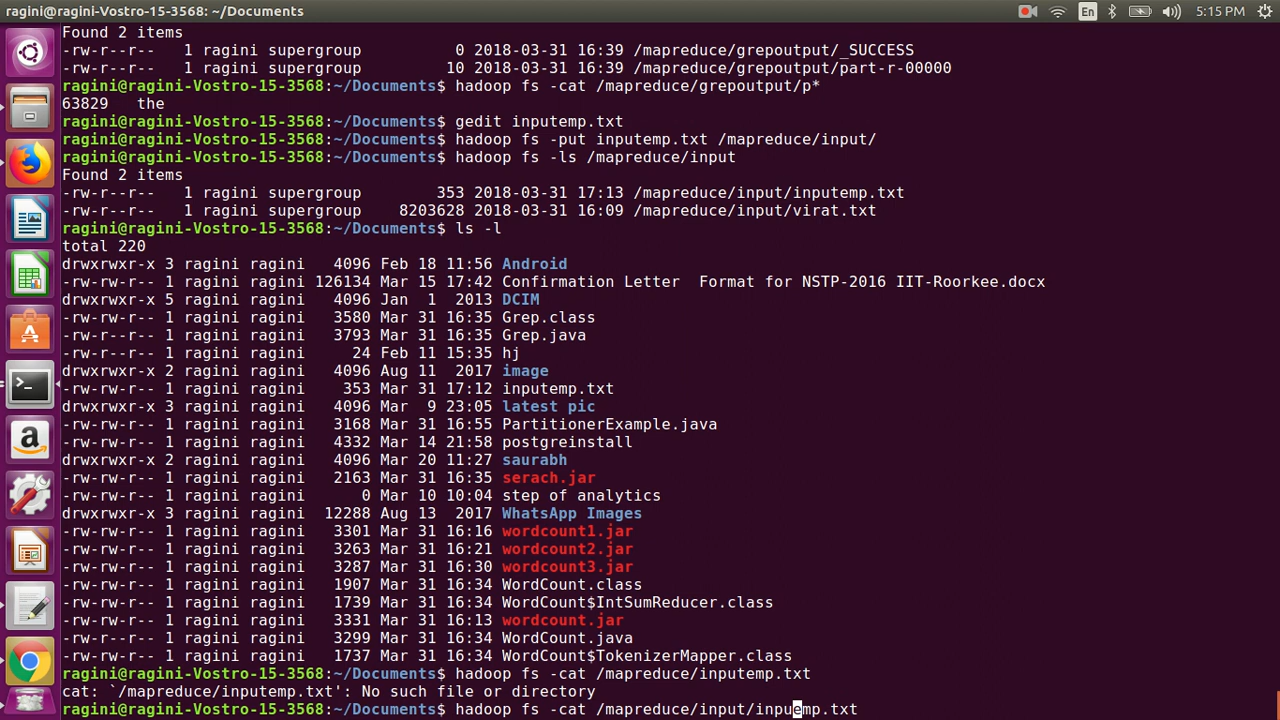 ragini@ragini-Vostro-15-3568: ~/Documents En 5:15 PM
Found 2 items
-rw-r--r--   1 ragini supergroup          0 2018-03-31 16:39 /mapreduce/grepoutput/_SUCCESS
-rw-r--r--   1 ragini supergroup         10 2018-03-31 16:39 /mapreduce/grepoutput/part-r-00000
ragini@ragini-Vostro-15-3568:~/Documents$ hadoop fs -cat /mapreduce/grepoutput/p*
63829   the
ragini@ragini-Vostro-15-3568:~/Documents$ gedit inputemp.txt
ragini@ragini-Vostro-15-3568:~/Documents$ hadoop fs -put inputemp.txt /mapreduce/input/
ragini@ragini-Vostro-15-3568:~/Documents$ hadoop fs -ls /mapreduce/input
Found 2 items
-rw-r--r--   1 ragini supergroup        353 2018-03-31 17:13 /mapreduce/input/inputemp.txt
-rw-r--r--   1 ragini supergroup    8203628 2018-03-31 16:09 /mapreduce/input/virat.txt
ragini@ragini-Vostro-15-3568:~/Documents$ ls -l
total 220
drwxrwxr-x 3 ragini ragini   4096 Feb 18 11:56 Android
-rw-rw-r-- 1 ragini ragini 126134 Mar 15 17:42 Confirmation Letter  Format for NSTP-2016 IIT-Roorkee.docx
drwxrwxr-x 5 ragini ragini   4096 Jan  1  2013 DCIM
-rw-rw-r-- 1 ragini ragini   3580 Mar 31 16:35 Grep.class
-rw-rw-r-- 1 ragini ragini   3793 Mar 31 16:35 Grep.java
-rw-rw-r-- 1 ragini ragini     24 Feb 11 15:35 hj
drwxrwxr-x 2 ragini ragini   4096 Aug 11  2017 image
-rw-rw-r-- 1 ragini ragini    353 Mar 31 17:12 inputemp.txt
drwxrwxr-x 3 ragini ragini   4096 Mar  9 23:05 latest pic
-rw-rw-r-- 1 ragini ragini   3168 Mar 31 16:55 PartitionerExample.java
-rw-rw-r-- 1 ragini ragini   4332 Mar 14 21:58 postgreinstall
drwxrwxr-x 2 ragini ragini   4096 Mar 20 11:27 saurabh
-rw-rw-r-- 1 ragini ragini   2163 Mar 31 16:35 serach.jar
-rw-rw-r-- 1 ragini ragini      0 Mar 10 10:04 step of analytics
drwxrwxr-x 3 ragini ragini  12288 Aug 13  2017 WhatsApp Images
-rw-rw-r-- 1 ragini ragini   3301 Mar 31 16:16 wordcount1.jar
-rw-rw-r-- 1 ragini ragini   3263 Mar 31 16:21 wordcount2.jar
-rw-rw-r-- 1 ragini ragini   3287 Mar 31 16:30 wordcount3.jar
-rw-rw-r-- 1 ragini ragini   1907 Mar 31 16:34 WordCount.class
-rw-rw-r-- 1 ragini ragini   1739 Mar 31 16:34 WordCount$IntSumReducer.class
-rw-rw-r-- 1 ragini ragini   3331 Mar 31 16:13 wordcount.jar
-rw-rw-r-- 1 ragini ragini   3299 Mar 31 16:34 WordCount.java
-rw-rw-r-- 1 ragini ragini   1737 Mar 31 16:34 WordCount$TokenizerMapper.class
ragini@ragini-Vostro-15-3568:~/Documents$ hadoop fs -cat /mapreduce/inputemp.txt
cat: `/mapreduce/inputemp.txt': No such file or directory
ragini@ragini-Vostro-15-3568:~/Documents$ hadoop fs -cat /mapreduce/input/inputemp.txt